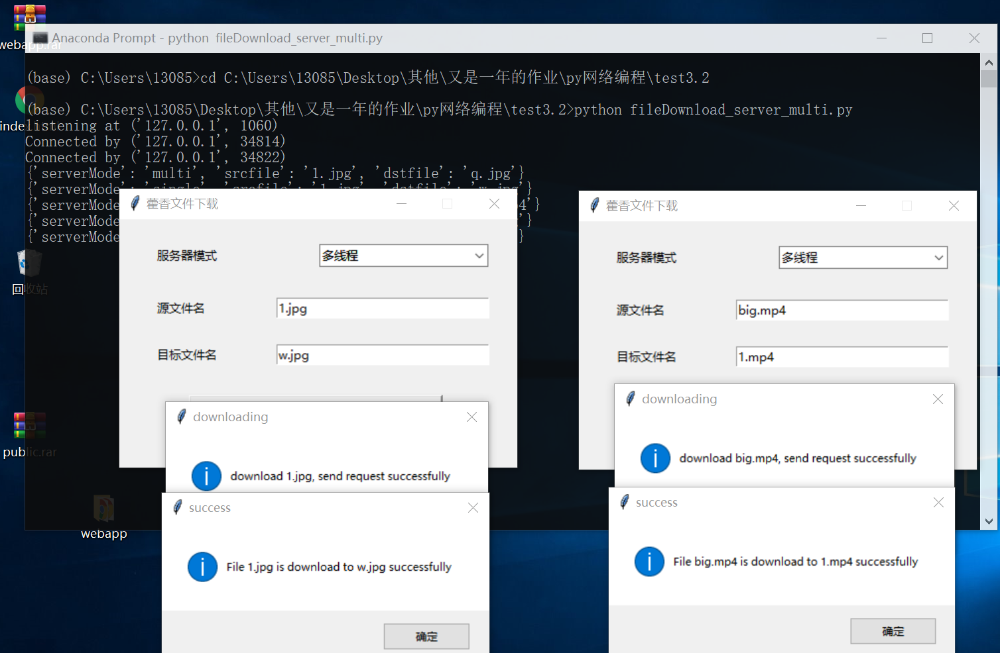 webapp.rar
Anaconda Prompt - python fileDownload_server_multi.py
(base) C:\Users\13085>cd C:\Users\13085\Desktop\其他\又是一年的作业\py网络编程\test3.2
(base) C:\Users\13085\Desktop\其他\又是一年的作业\py网络编程\test3.2>python fileDownload_server_multi.py
listening at ('127.0.0.1', 1060)
Connected by ('127.0.0.1', 34814)
Connected by ('127.0.0.1', 34822)
{'serverMode': 'multi', 'srcfile': '1.jpg', 'dstfile': 'q.jpg'}
{'serverMode': 'single', 'srcfile': '1.jpg', 'dstfile': 'w.jpg'}
{'serverMode
4'}
{'serverMode
'}
{'serverMode
}
inde
回收站
public.rar
webapp
藿香文件下载
服务器模式
多线程
源文件名
1.jpg
目标文件名
w.jpg
downloading
download 1.jpg, send request successfully
success
File 1.jpg is download to w.jpg successfully
确定
藿香文件下载
服务器模式
多线程
源文件名
big.mp4
目标文件名
1.mp4
downloading
download big.mp4, send request successfully
success
File big.mp4 is download to 1.mp4 successfully
确定